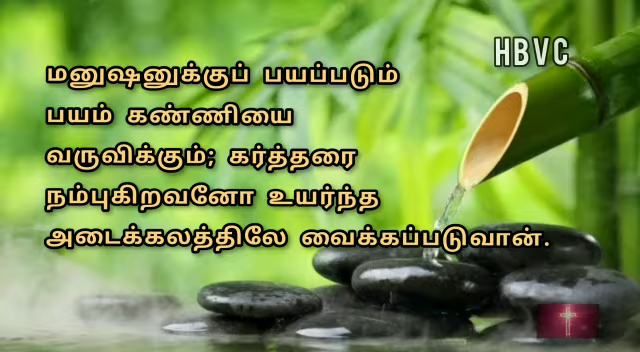 HBVC
மனுஷனுக்குப் பயப்படும்
பயம் கண்ணியை
வருவிக்கும்; கர்த்தரை
நம்புகிறவனோ உயர்ந்த
அடைக்கலத்திலே வைக்கப்படுவான்.